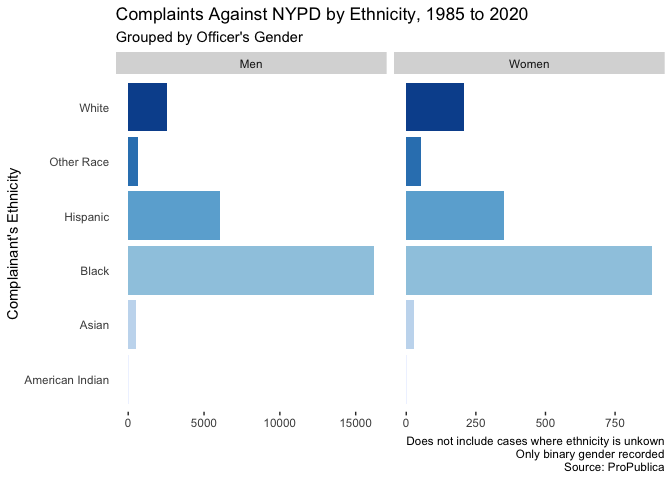 Complaints Against NYPD by Ethnicity, 1985 to 2020
Grouped by Officer's Gender
Men
Women
Complainant's Ethnicity
White
Other Race
Hispanic
Black
Asian
American Indian
0 5000 10000 15000
0 250 500 750
Does not include cases where ethnicity is unkown
Only binary gender recorded
Source: ProPublica